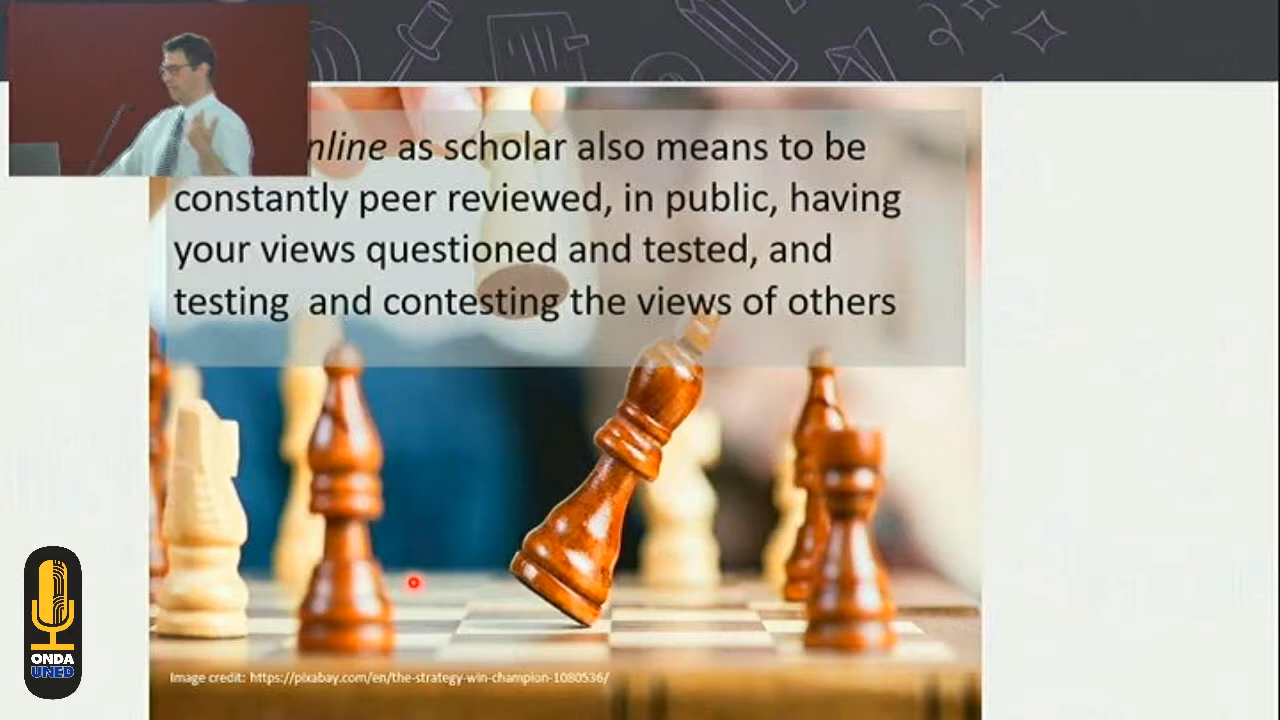 nline as scholar also means to be
constantly peer reviewed, in public, having
your views questioned and tested, and
testing and contesting the views of others
ONDA
UNED
Image credit: https://pixabay.com/en/the-strategy-win-champion-1080536/